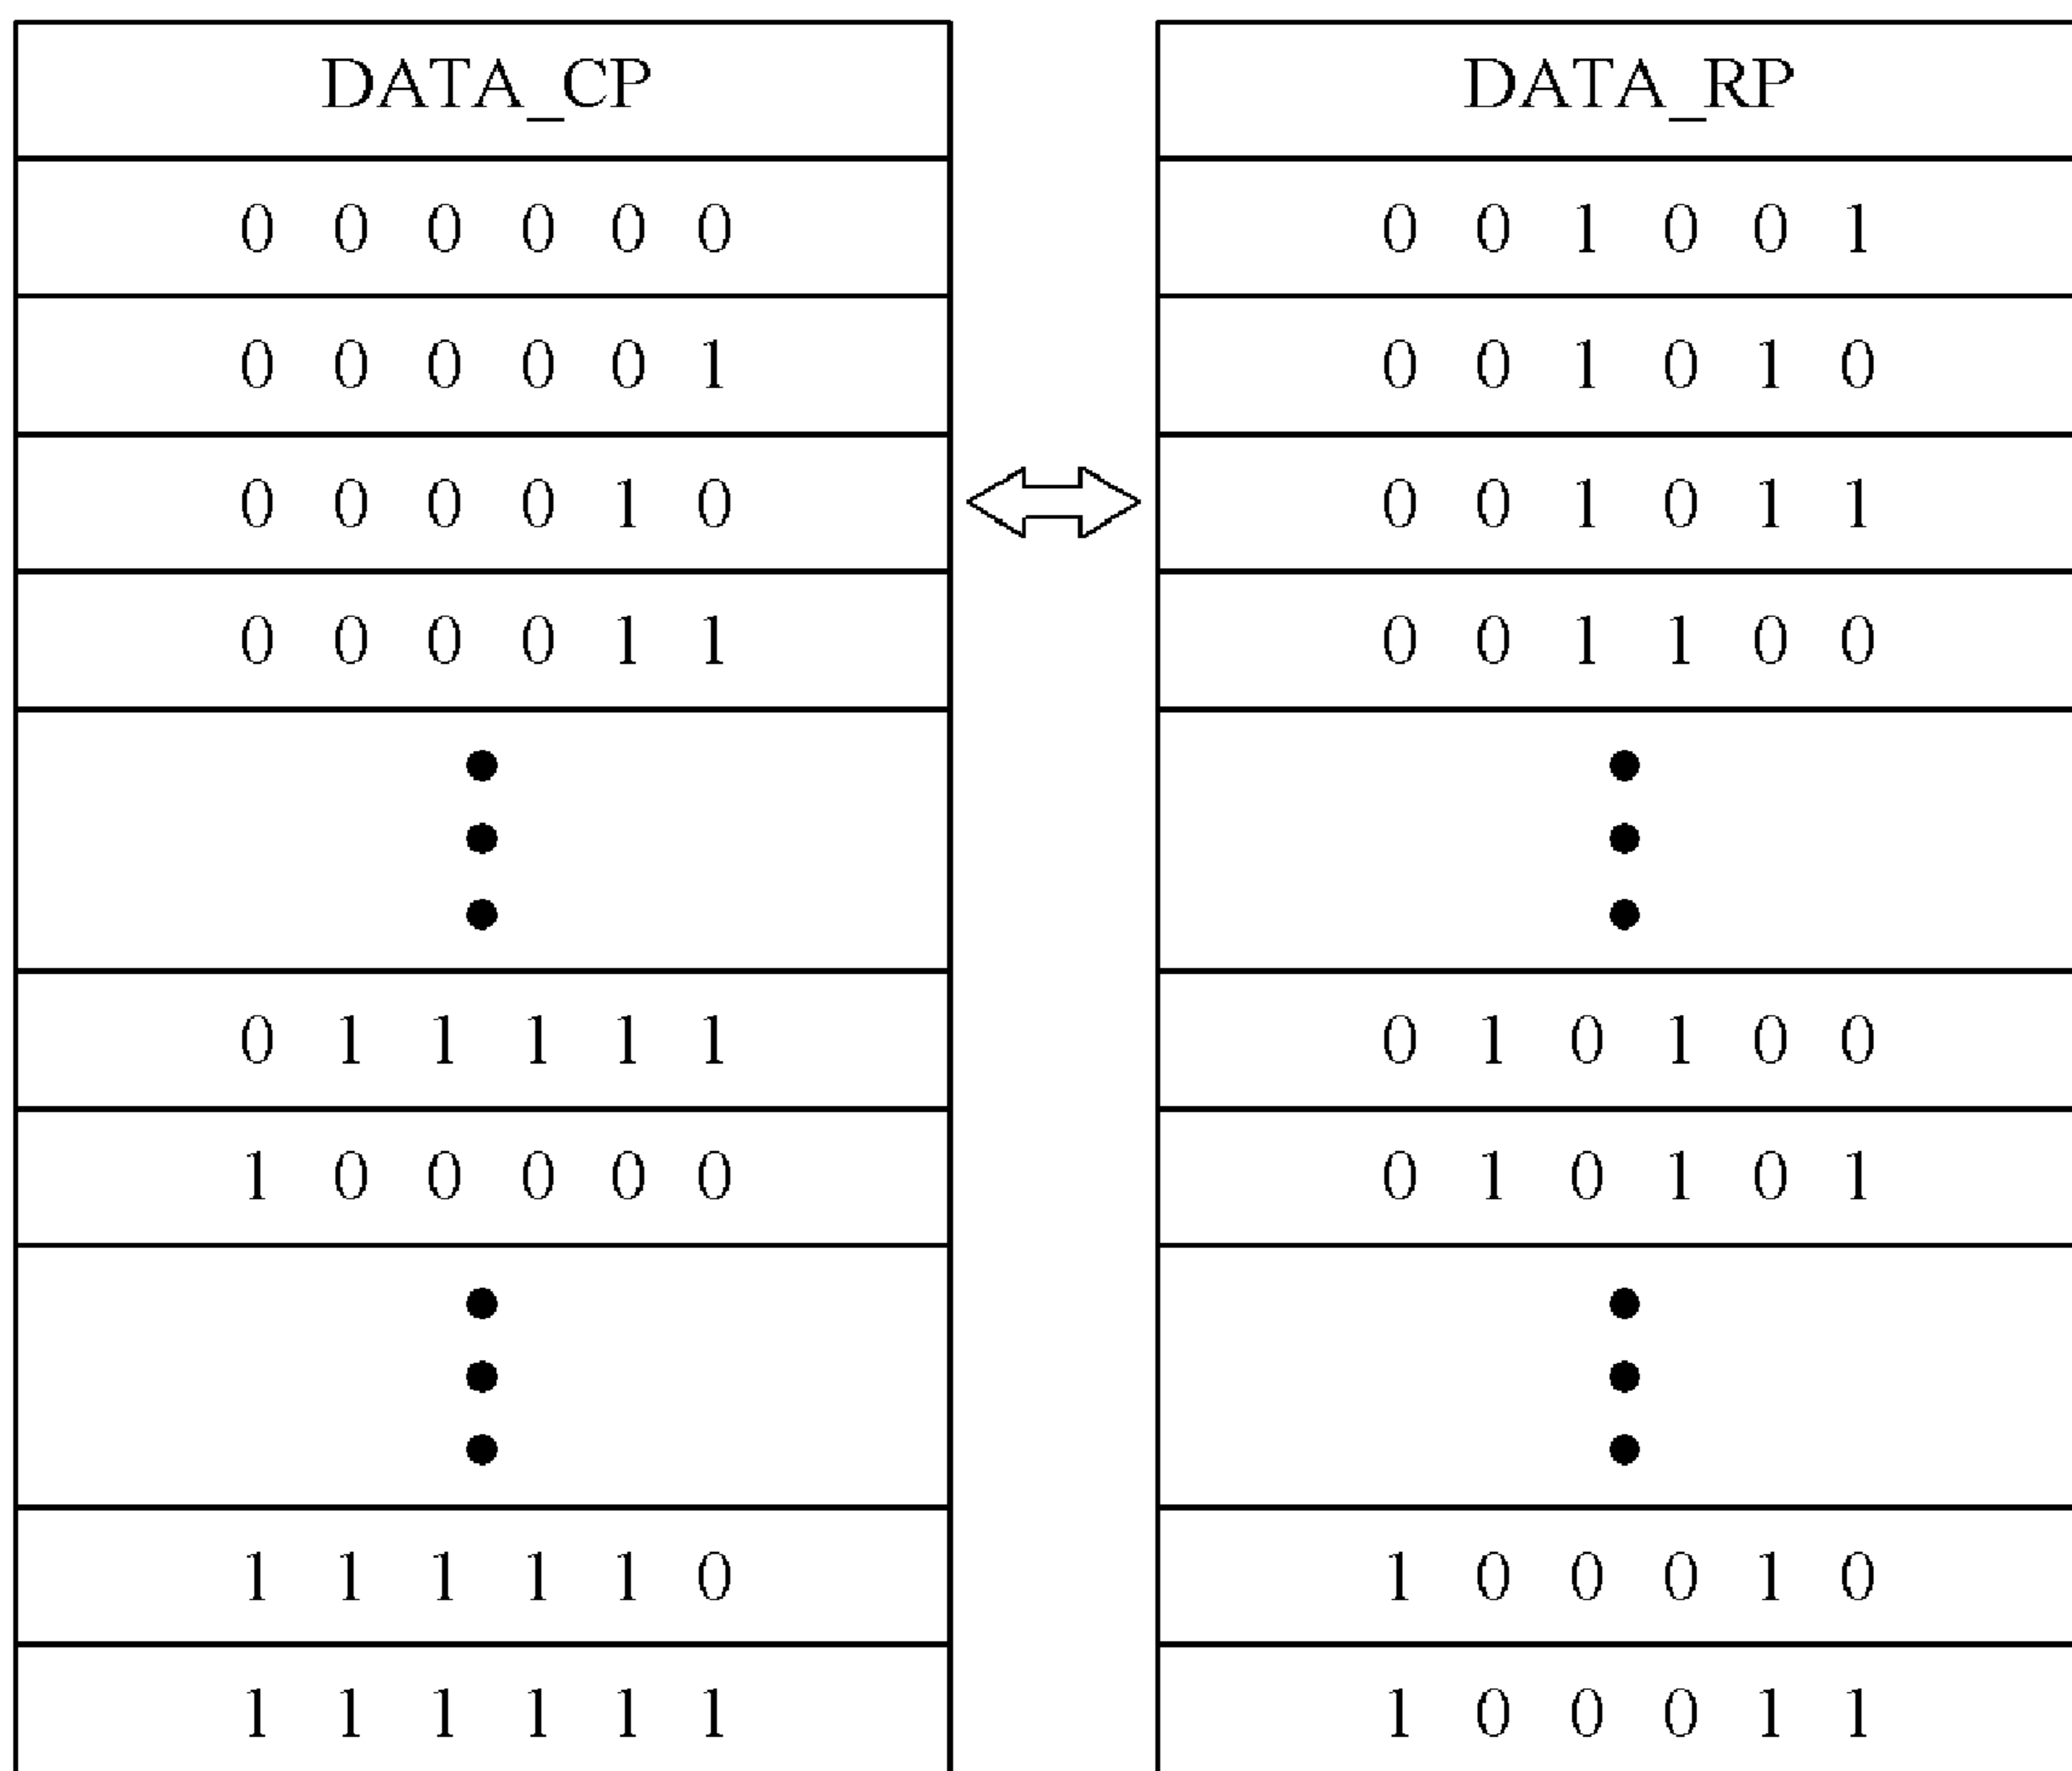 DATA_CP DATA_RP
0 0 0 0 0 0 0 0 1 0 0 1
0 0 0 0 0 1 0 0 1 0 1 0
0 0 0 0 1 0 0 0 1 0 1 1
0 0 0 0 1 1 0 0 1 1 0 0
0 1 1 1 1 1 0 1 0 1 0 0
1 0 0 0 0 0 0 1 0 1 0 1
1 1 1 1 1 0 1 0 0 0 1 0
1 1 1 1 1 1 1 0 0 0 1 1